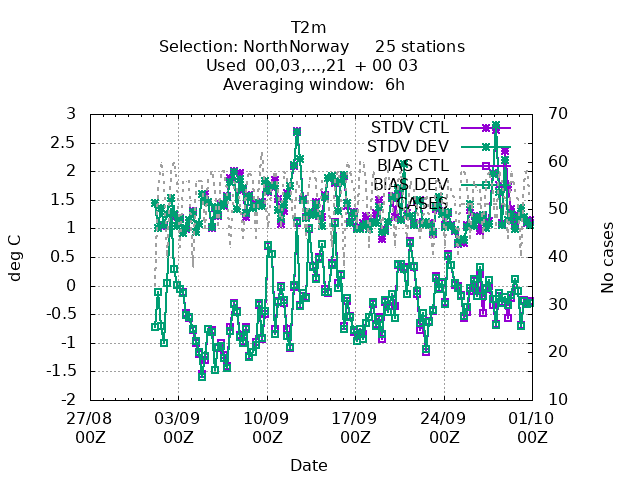 T2m
Selection: NorthNorway 25 stations
Used 00,03,...,21 + 00 03
Averaging window: 6h
3
2.5
2
1.5
1
0.5
0
-0.5
-1
-1.5
-2
deg C
70
60
50
40
30
20
10
No cases
STDV CTL
STDV DEV
BIAS CTL
BIAS DEV
CASES
27/08 03/09 10/09 17/09 24/09 01/10
00Z 00Z 00Z 00Z 00Z 00Z
Date